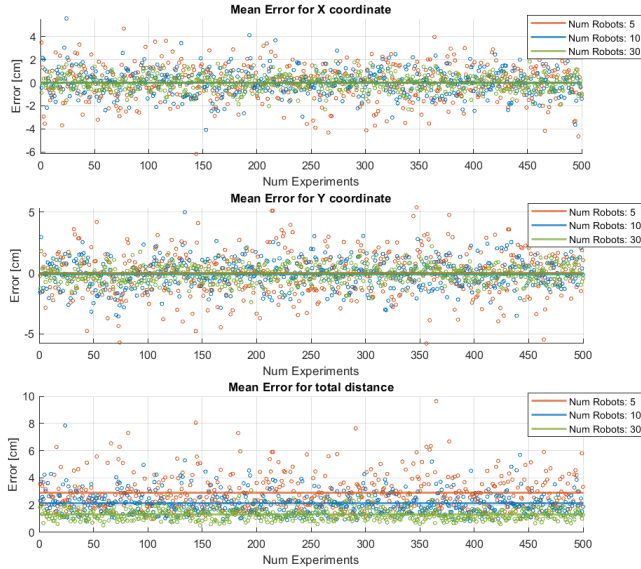 Mean Error for X coordinate
Num Robots: 5
Num Robots: 10
Num Robots: 30
Error [cm]
4
2
0
-2
-4
-6
0 50 100 150 200 250 300 350 400 450 500
Num Experiments
Mean Error for Y coordinate
Num Robots: 5
Num Robots: 10
Num Robots: 30
Error [cm]
5
0
-5
0 50 100 150 200 250 300 350 400 450 500
Num Experiments
Mean Error for total distance
Num Robots: 5
Num Robots: 10
Num Robots: 30
Error [cm]
10
8
6
4
2
0
0 50 100 150 200 250 300 350 400 450 500
Num Experiments